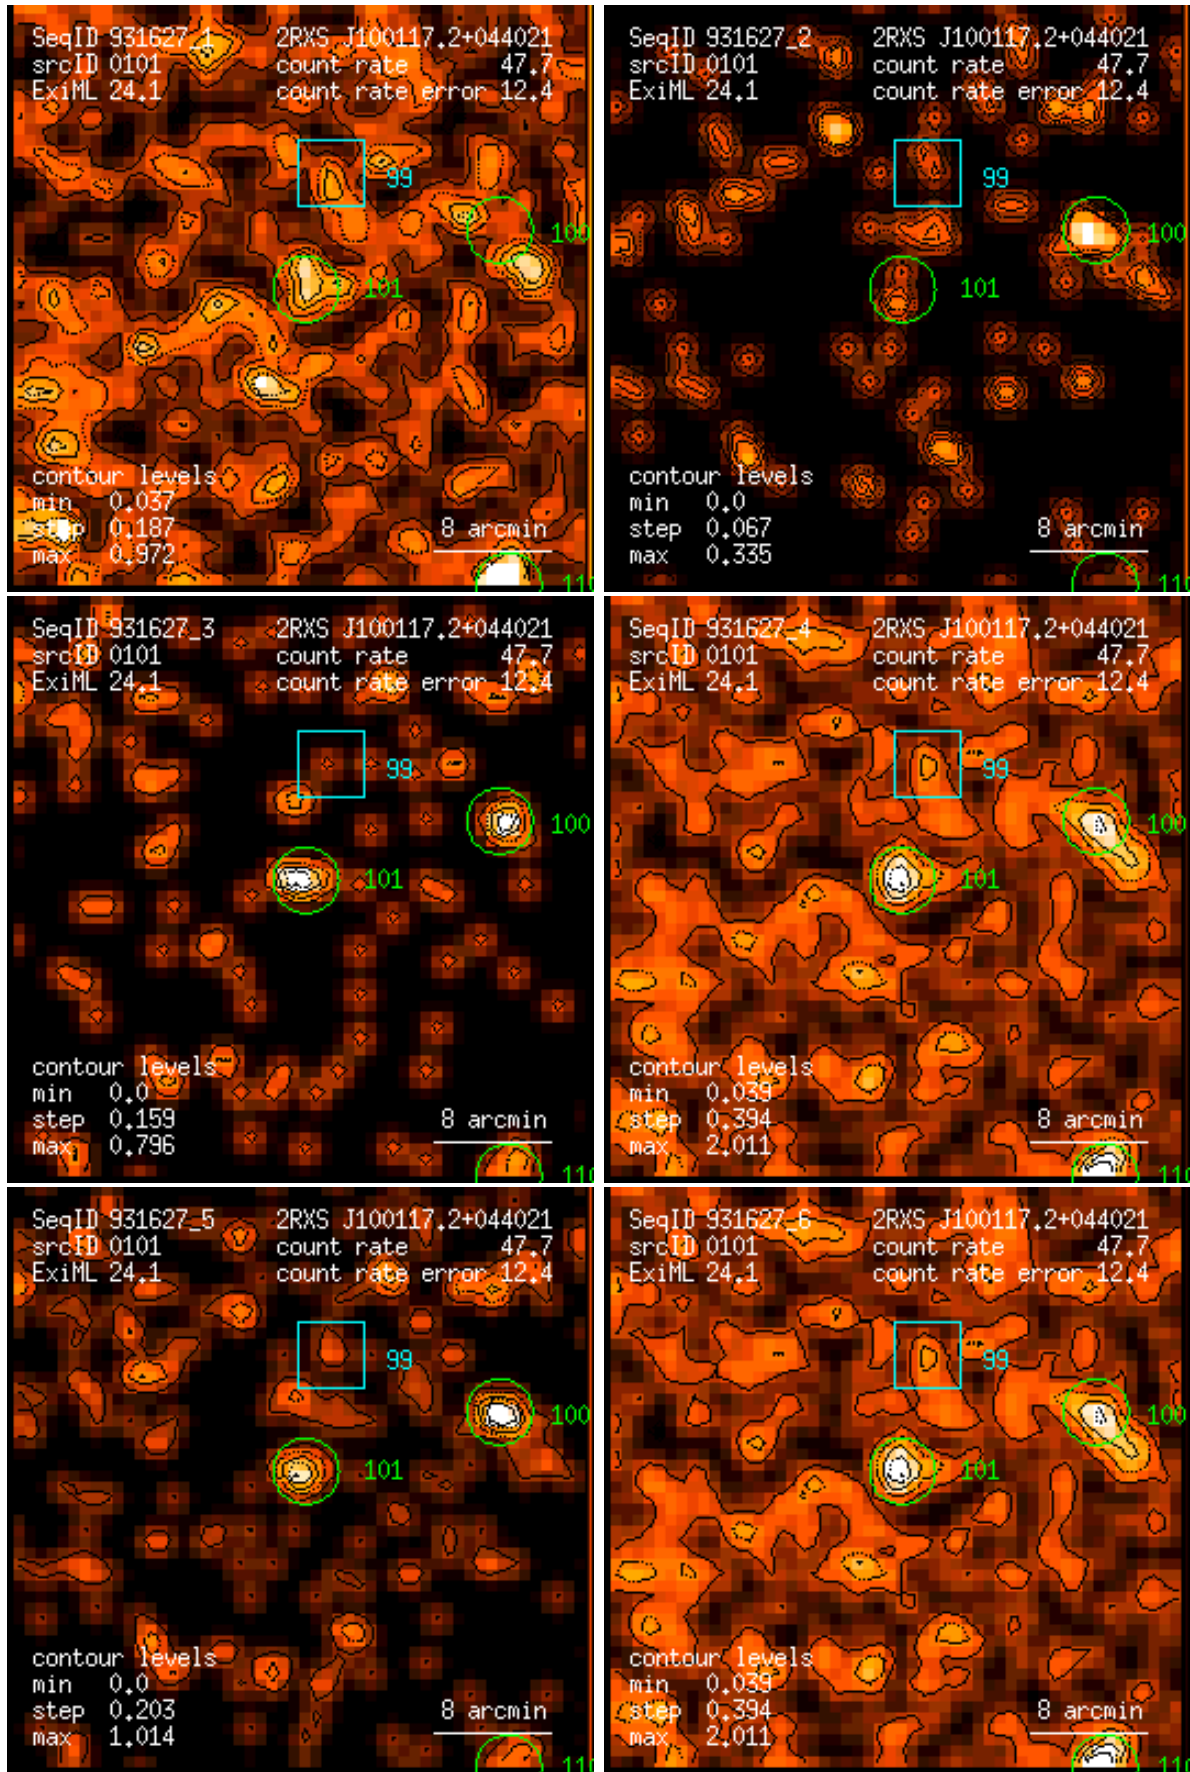 SeqID 931627_1 2RXS J100117.2+044021
srcID 0101 count rate 47.7
ExiML 24.1 count rate error 12.4
99
100
101
contour levels
min 0.037
step 0.187
max 0.972
8 arcmin
SeqID 931627_2 2RXS J100117.2+044021
srcID 0101 count rate 47.7
ExiML 24.1 count rate error 12.4
99
100
101
contour levels
min 0.0
step 0.067
max 0.335
8 arcmin
SeqID 931627_3 2RXS J100117.2+044021
srcID 0101 count rate 47.7
ExiML 24.1 count rate error 12.4
99
100
101
contour levels
min 0.0
step 0.159
max 0.796
8 arcmin
SeqID 931627_4 2RXS J100117.2+044021
srcID 0101 count rate 47.7
ExiML 24.1 count rate error 12.4
99
100
101
contour levels
min 0.039
step 0.394
max 2.011
8 arcmin
SeqID 931627_5 2RXS J100117.2+044021
srcID 0101 count rate 47.7
ExiML 24.1 count rate error 12.4
99
100
101
contour levels
min 0.0
step 0.203
max 1.014
8 arcmin
SeqID 931627_6 2RXS J100117.2+044021
srcID 0101 count rate 47.7
ExiML 24.1 count rate error 12.4
99
100
101
contour levels
min 0.039
step 0.394
max 2.011
8 arcmin